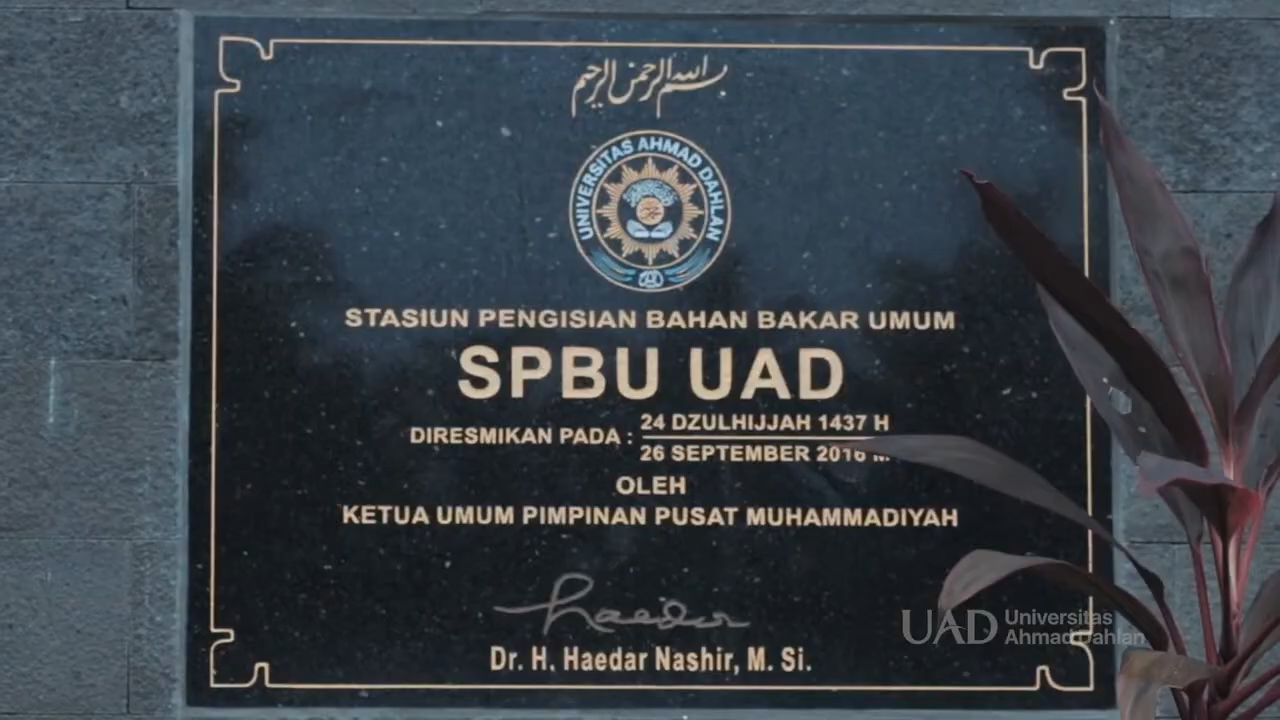 بسم الله الرحمن الرحيم
UNIVERSITAS AHMAD DAHLAN
STASIUN PENGISIAN BAHAN BAKAR UMUM
SPBU UAD
DIRESMIKAN PADA : 24 DZULHIJJAH 1437 H
26 SEPTEMBER 2016 M
OLEH
KETUA UMUM PIMPINAN PUSAT MUHAMMADIYAH
Haedar
Dr. H. Haedar Nashir, M. Si.
UAD Universitas
Ahmad Dahlan